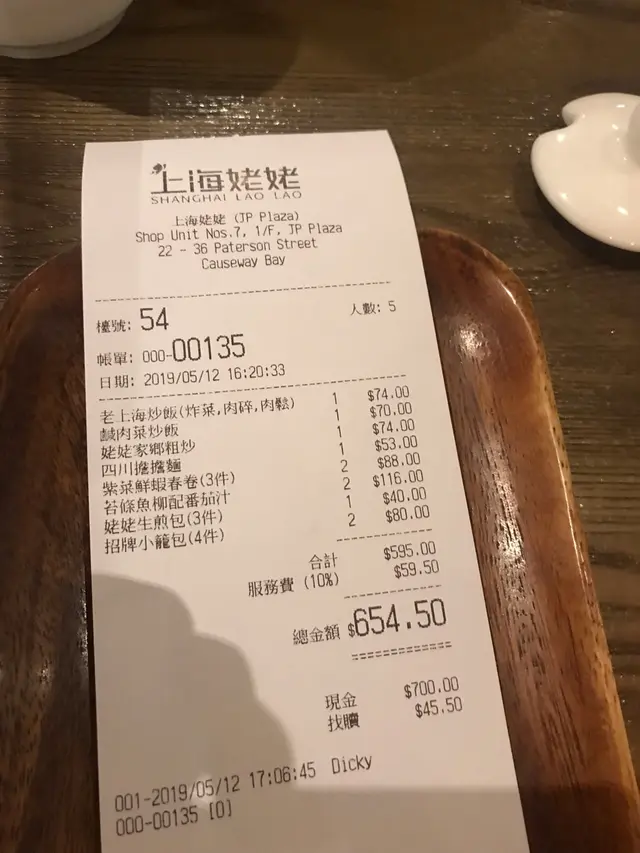 上海姥姥
SHANGHAI LAO LAO
上海姥姥 (JP Plaza)
Shop Unit Nos.7, 1/F, JP Plaza
22 - 36 Paterson Street
Causeway Bay
檯號: 54 人數: 5
帳單: 000-00135
日期: 2019/05/12 16:20:33
老上海炒飯(炸菜,肉碎,肉鬆) 1 $74.00
鹹肉菜炒飯 1 $70.00
姥姥家鄉粗炒 1 $74.00
四川擔擔麵 1 $53.00
紫菜鮮蝦春卷(3件) 2 $88.00
苔條魚柳配番茄汁 2 $116.00
姥姥生煎包(3件) 1 $40.00
招牌小籠包(4件) 2 $80.00
合計 $595.00
服務費 (10%) $59.50
總金額 $654.50
現金 $700.00
找贖 $45.50
001-2019/05/12 17:06:45 Dicky
000-00135 [0]